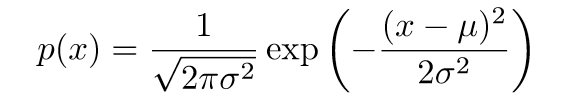 p(x) = \frac{1}{\sqrt{2\pi\sigma^2}} \exp\left(-\frac{(x-\mu)^2}{2\sigma^2}\right)